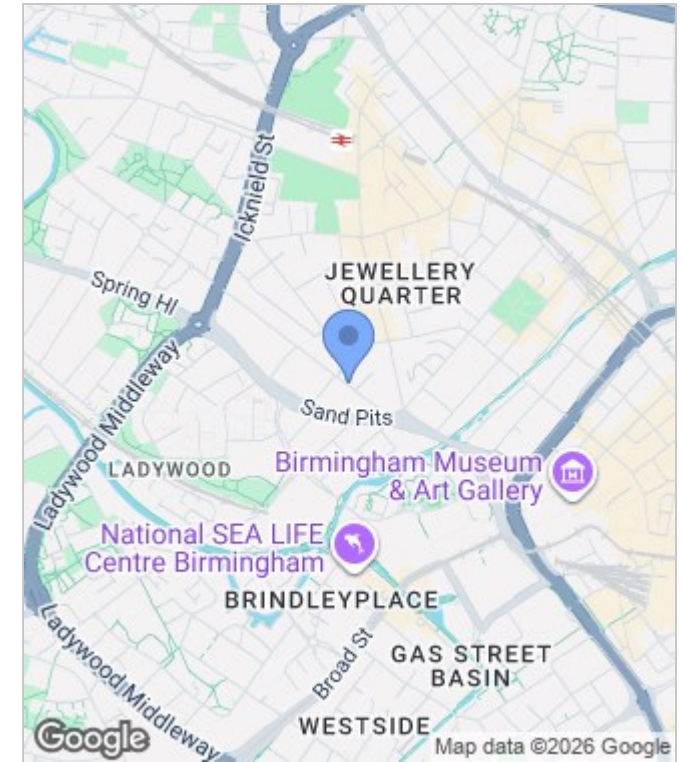 Icknield St
JEWELLERY
QUARTER
Spring Hl
Sand Pits
Ladywood Middleway
LADYWOOD
Birmingham Museum
& Art Gallery
National SEA LIFE
Centre Birmingham
BRINDLEYPLACE
Broad St
GAS STREET
BASIN
Ladywood Middleway
WESTSIDE
Google
Map data ©2026 Google